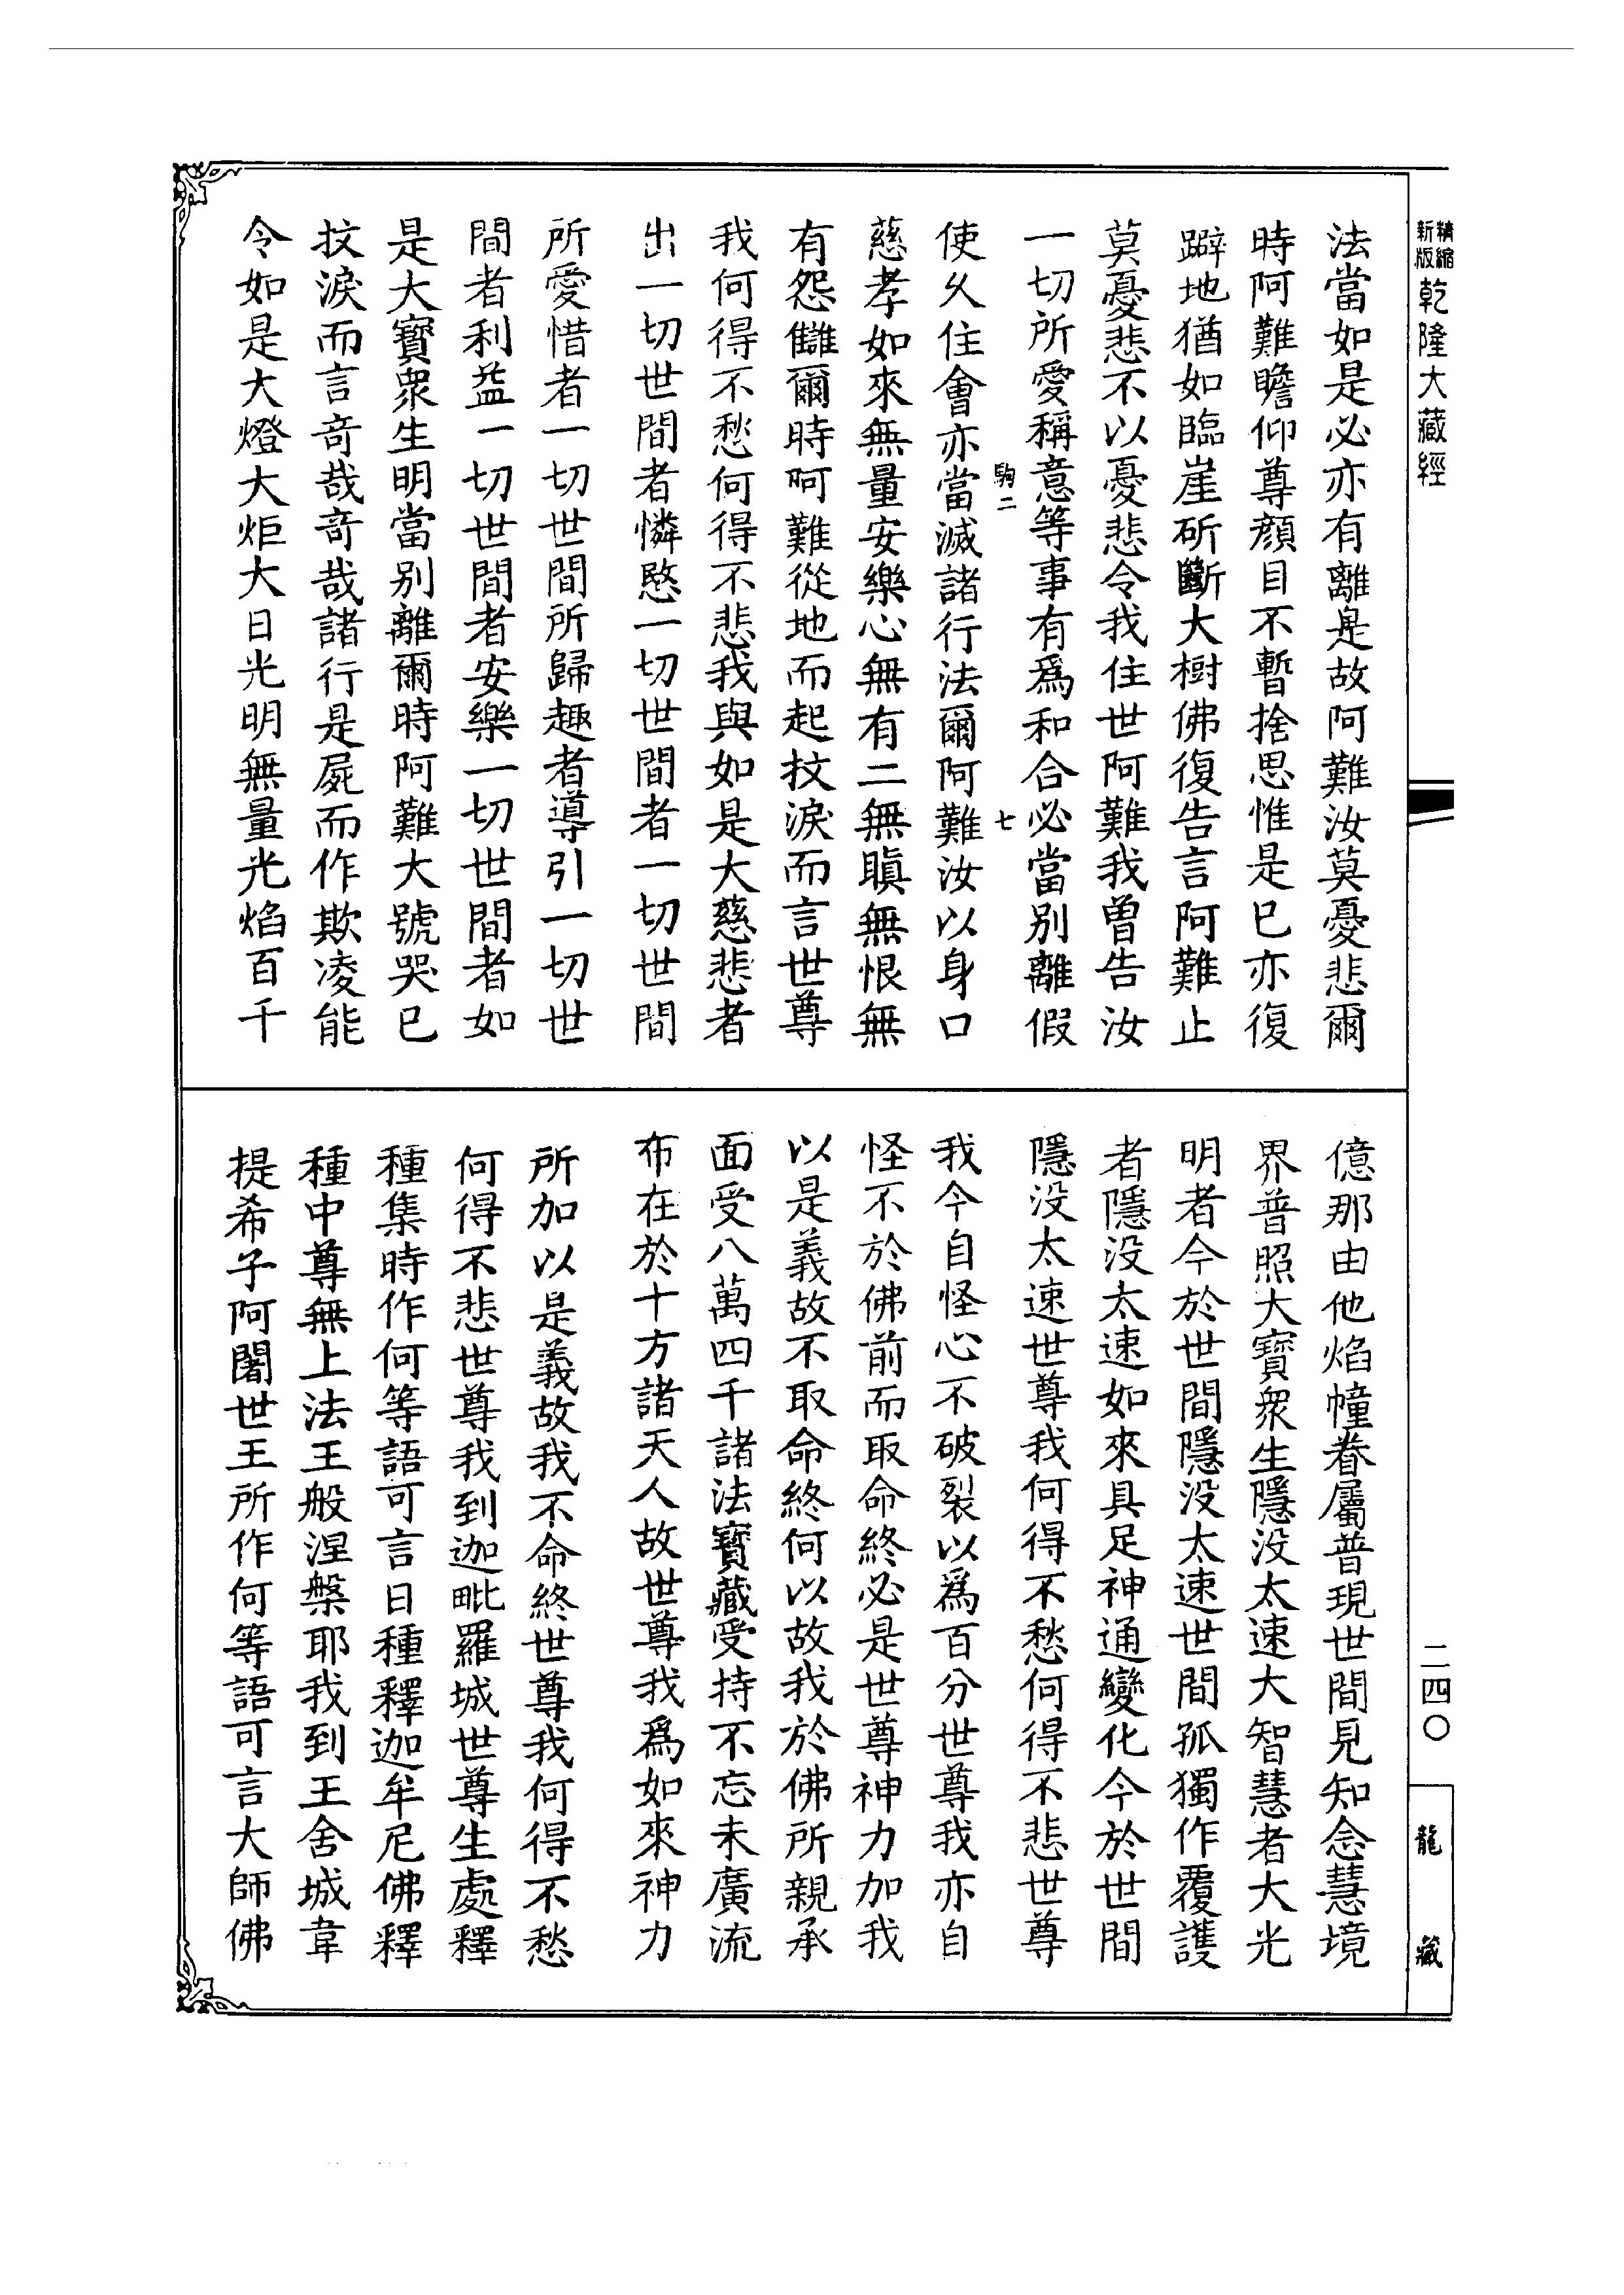 精縮新版乾隆大藏經
法當如是必亦有離是故阿難汝莫憂悲爾
時阿難瞻仰尊顏目不暫捨思惟是已亦復
躃地猶如臨崖斫斷大樹佛復告言阿難止
莫憂悲不以憂悲令我住世阿難我曾告汝
一切所愛稱意等事有為和合必當別離假
駒二 七
使久住會亦當滅諸行法爾阿難汝以身口
慈孝如來無量安樂心無有二無瞋無恨無
有怨讎爾時阿難從地而起抆淚而言世尊
我何得不愁何得不悲我與如是大慈悲者
出一切世間者憐愍一切世間者一切世間
所愛惜者一切世間所歸趣者導引一切世
間者利益一切世間者安樂一切世間者如
是大寶衆生明當別離爾時阿難大號哭已
抆淚而言奇哉奇哉諸行是屍而作欺凌能
令如是大燈大炬大日光明無量光焰百千
億那由他焰幢眷屬普現世間見知念慧境
界普照大寶衆生隱没太速大智慧者大光
明者今於世間隱没太速世間孤獨作覆護
者隱没太速如來具足神通變化今於世間
隱没太速世尊我何得不愁何得不悲世尊
我今自怪心不破裂以為百分世尊我亦自
怪不於佛前而取命終必是世尊神力加我
以是義故不取命終何以故我於佛所親承
面受八萬四千諸法寶藏受持不忘未廣流
布在於十方諸天人故世尊我為如來神力
所加以是義故我不命終世尊我何得不愁
何得不悲世尊我到迦毗羅城世尊生處釋
種集時作何等語可言日種釋迦牟尼佛釋
種中尊無上法王般涅槃耶我到王舍城韋
提希子阿闍世王所作何等語可言大師佛
二四〇
龍藏